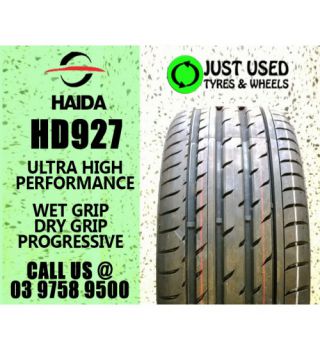 HAIDA
HD927
ULTRA HIGH
PERFORMANCE
WET GRIP
DRY GRIP
PROGRESSIVE
CALL US @
03 9758 9500
JUST USED
TYRES & WHEELS